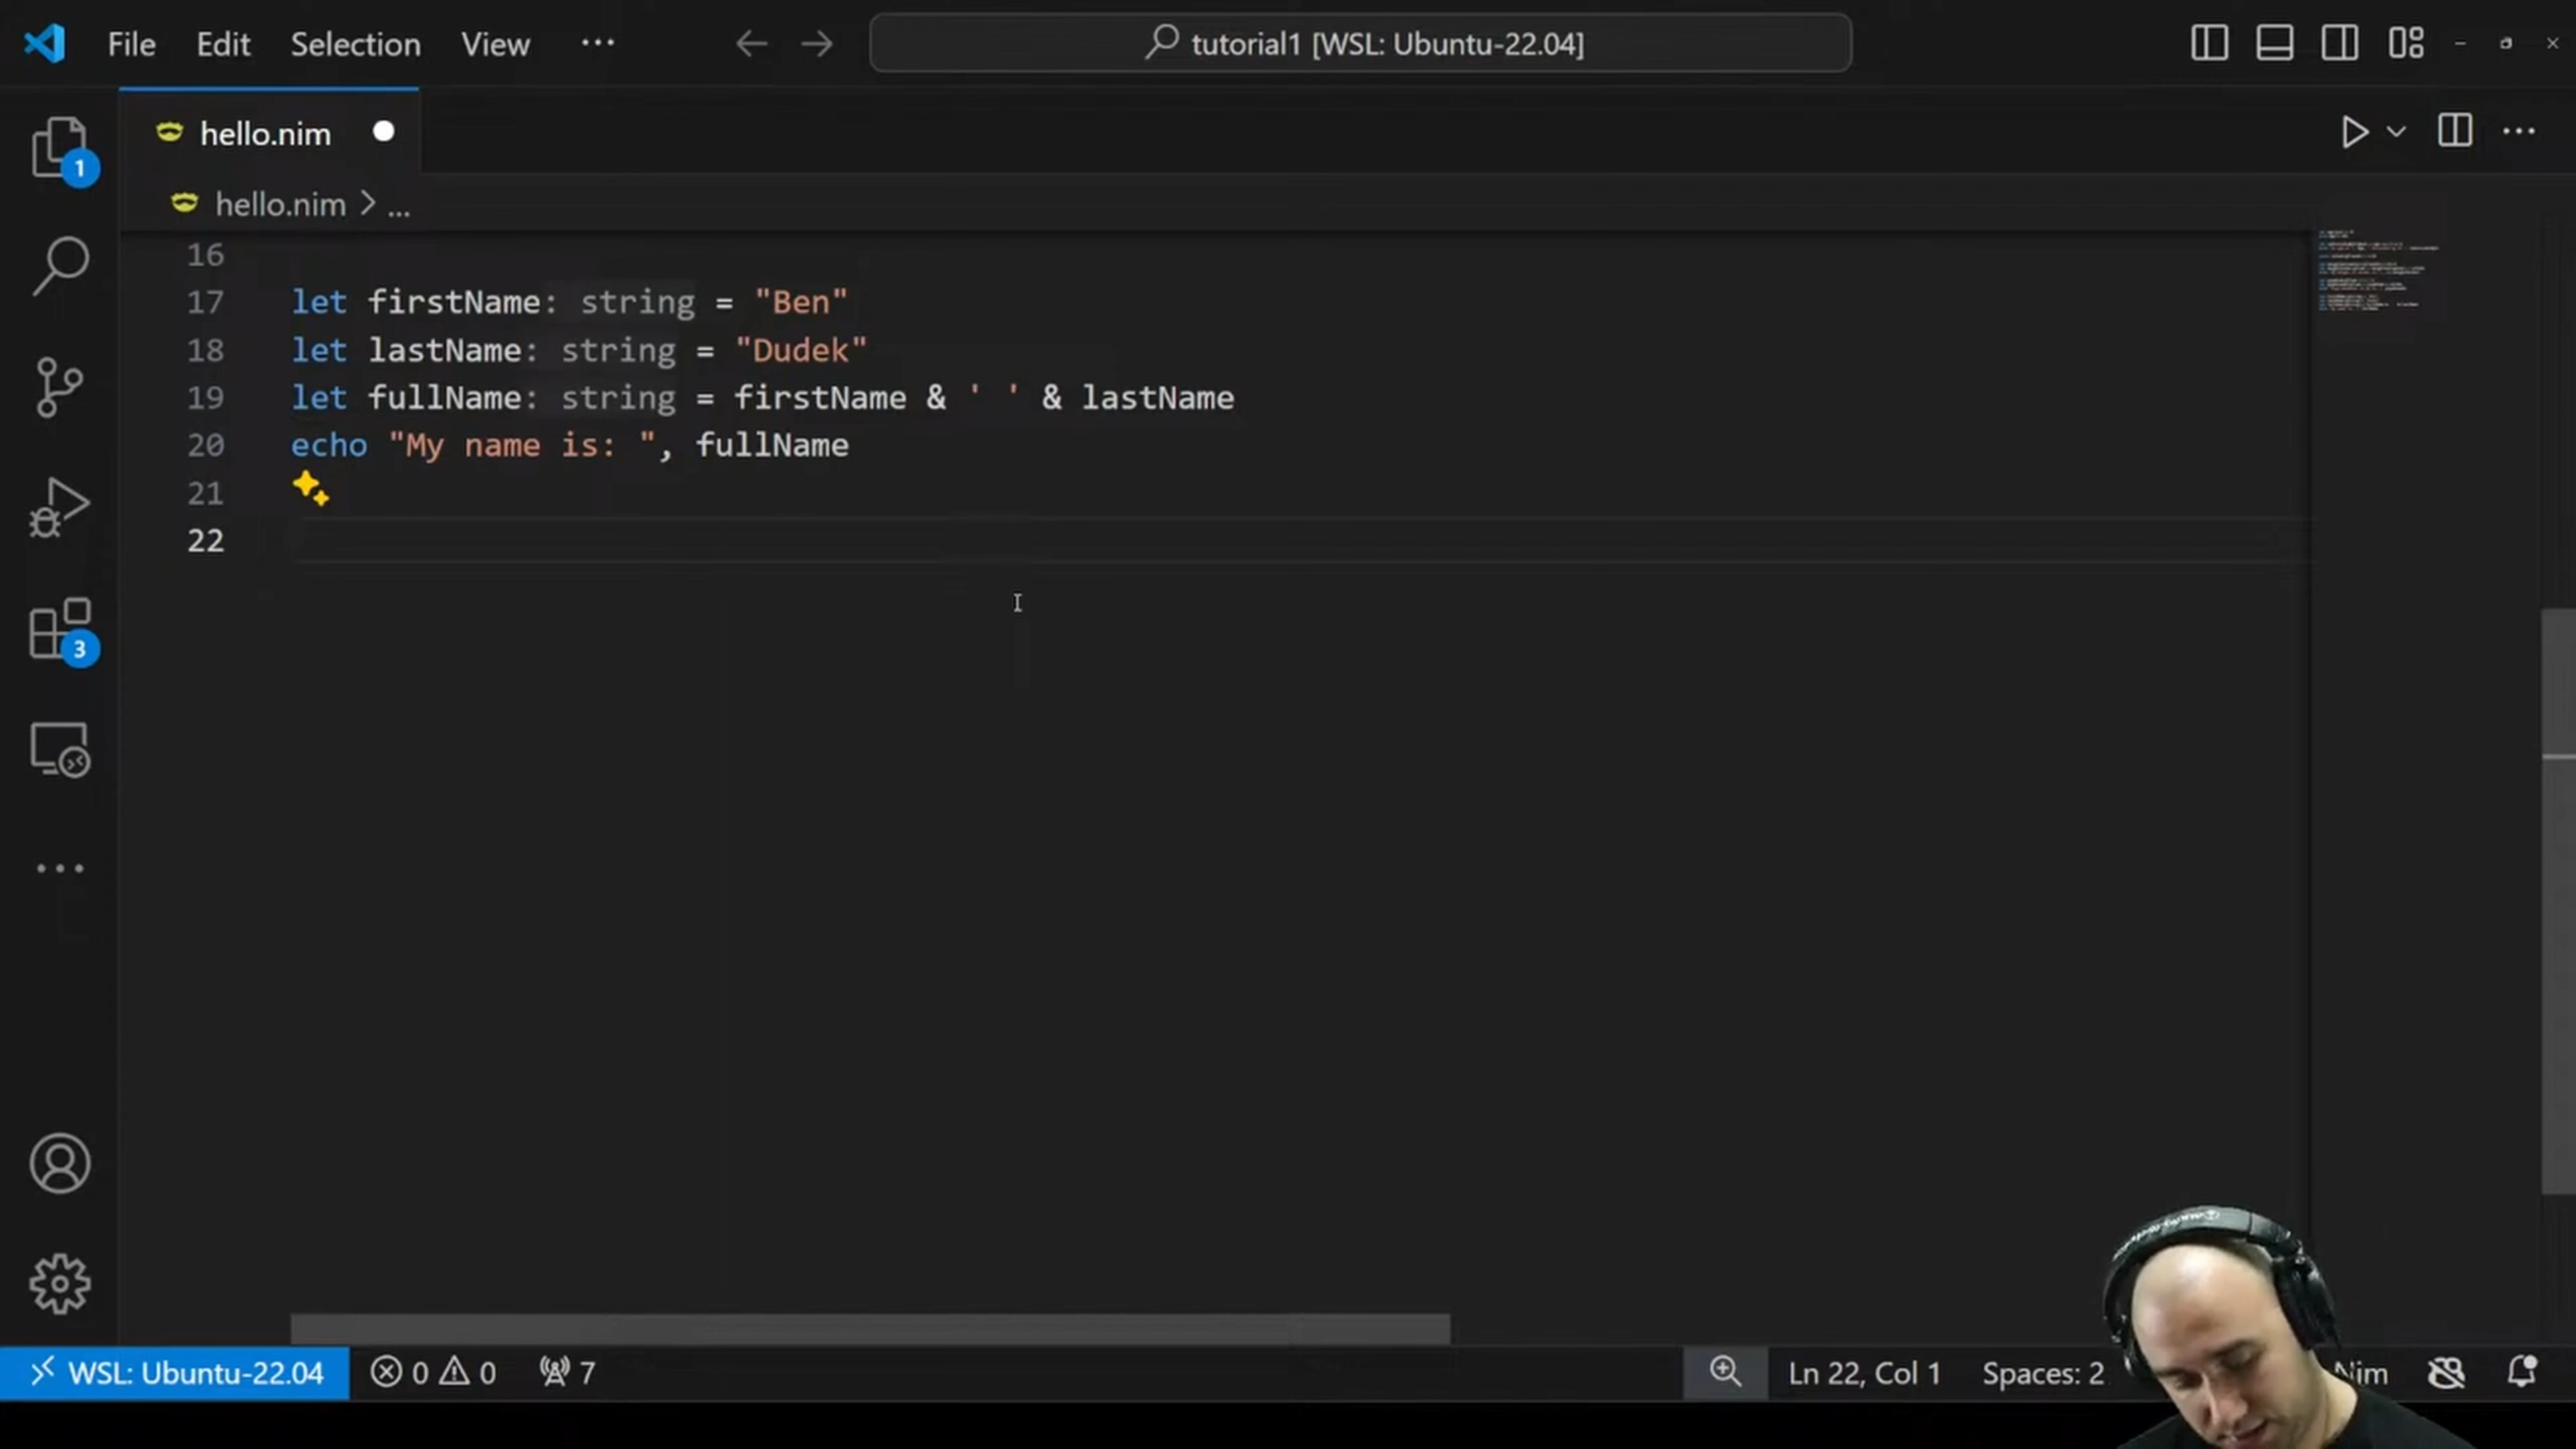 File Edit Selection View ...
tutorial1 [WSL: Ubuntu-22.04]
hello.nim
1
hello.nim > ...
16
17 let firstName: string = "Ben"
18 let lastName: string = "Dudek"
19 let fullName: string = firstName & ' ' & lastName
20 echo "My name is: ", fullName
21
22
3
WSL: Ubuntu-22.04 0 0 7 Ln 22, Col 1 Spaces: 2 Nim